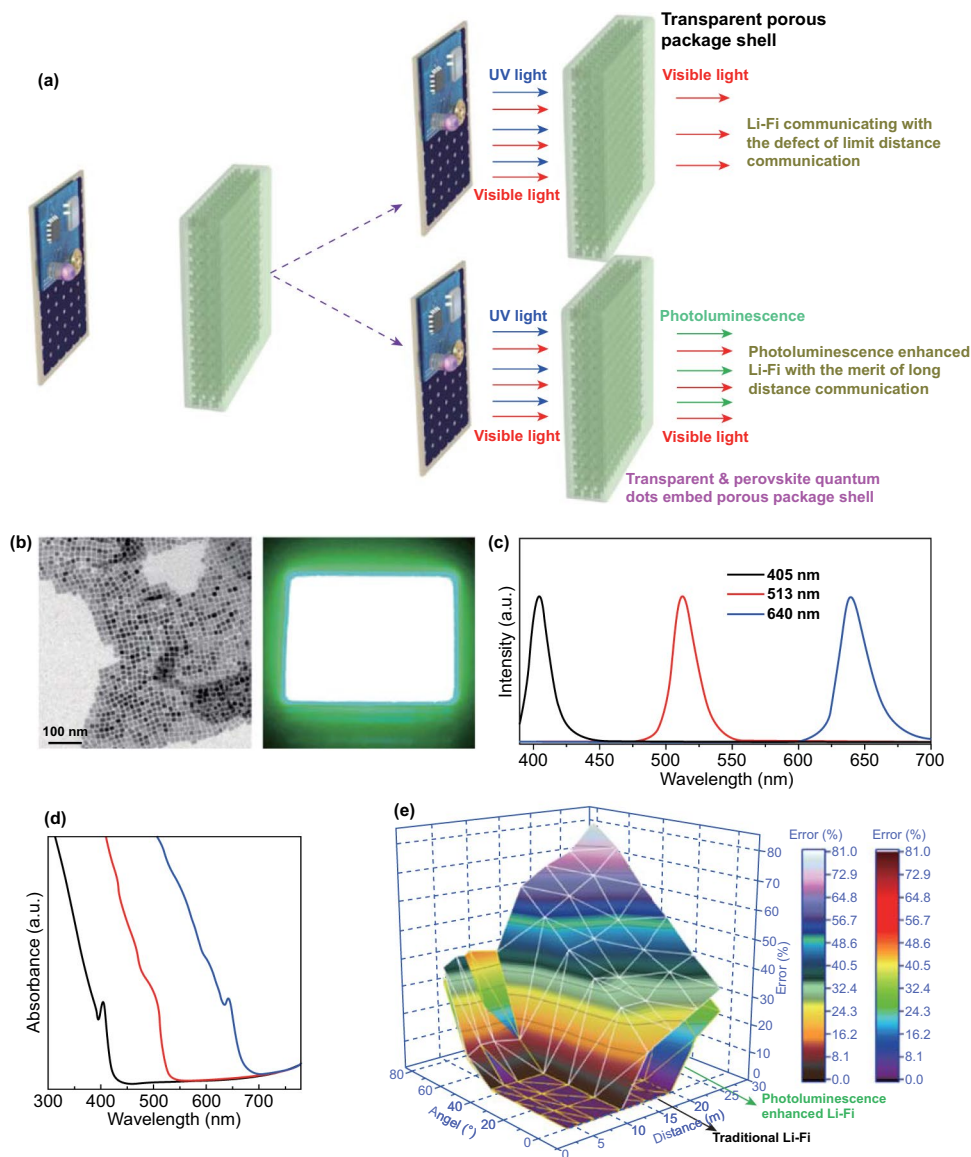 Transparent porous
package shell
(a)
UV light
Visible light
Li-Fi communicating with
the defect of limit distance
communication
Visible light
UV light
Photoluminescence
Photoluminescence enhanced
Li-Fi with the merit of long
distance communication
Visible light
Visible light
Transparent & perovskite quantum
dots embed porous package shell
(b)
100 nm
(c)
405 nm
513 nm
640 nm
Intensity (a.u.)
400 450 500 550 600 650 700
Wavelength (nm)
(d)
Absorbance (a.u.)
300 400 500 600 700
Wavelength (nm)
(e)
Error (%)
81.0
72.9
64.8
56.7
48.6
40.5
32.4
24.3
16.2
8.1
0.0
Error (%)
81.0
72.9
64.8
56.7
48.6
40.5
32.4
24.3
16.2
8.1
0.0
80
70
60
50
40
30
20
10
0
Error (%)
80
60
40
20
0
Angel (°)
0
5
10
15
20
25
30
Distance (m)
Photoluminescence
enhanced Li-Fi
Traditional Li-Fi